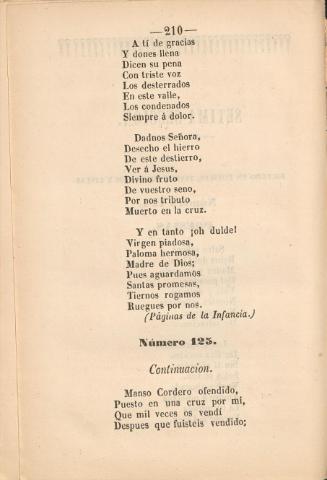 —210—
A tí de gracias
Y dones llena
Dicen su pena
Con triste voz
Los desterrados
En este valle,
Los condenados
Siempre á dolor.
Dadnos Señora,
Desecho el hierro
De este destierro,
Ver á Jesus,
Divino fruto
De vuestro seno,
Por nos tributo
Muerto en la cruz.
Y en tanto ¡oh dulde!
Virgen piadosa,
Paloma hermosa,
Madre de Dios;
Pues aguardamos
Santas promesas,
Tiernos rogamos
Ruegues por nos.
(Páginas de la Infancia.)
Número 125.
Continuacion.
Manso Cordero ofendido,
Puesto en una cruz por mí,
Que mil veces os vendí
Despues que fuisteis vendido;